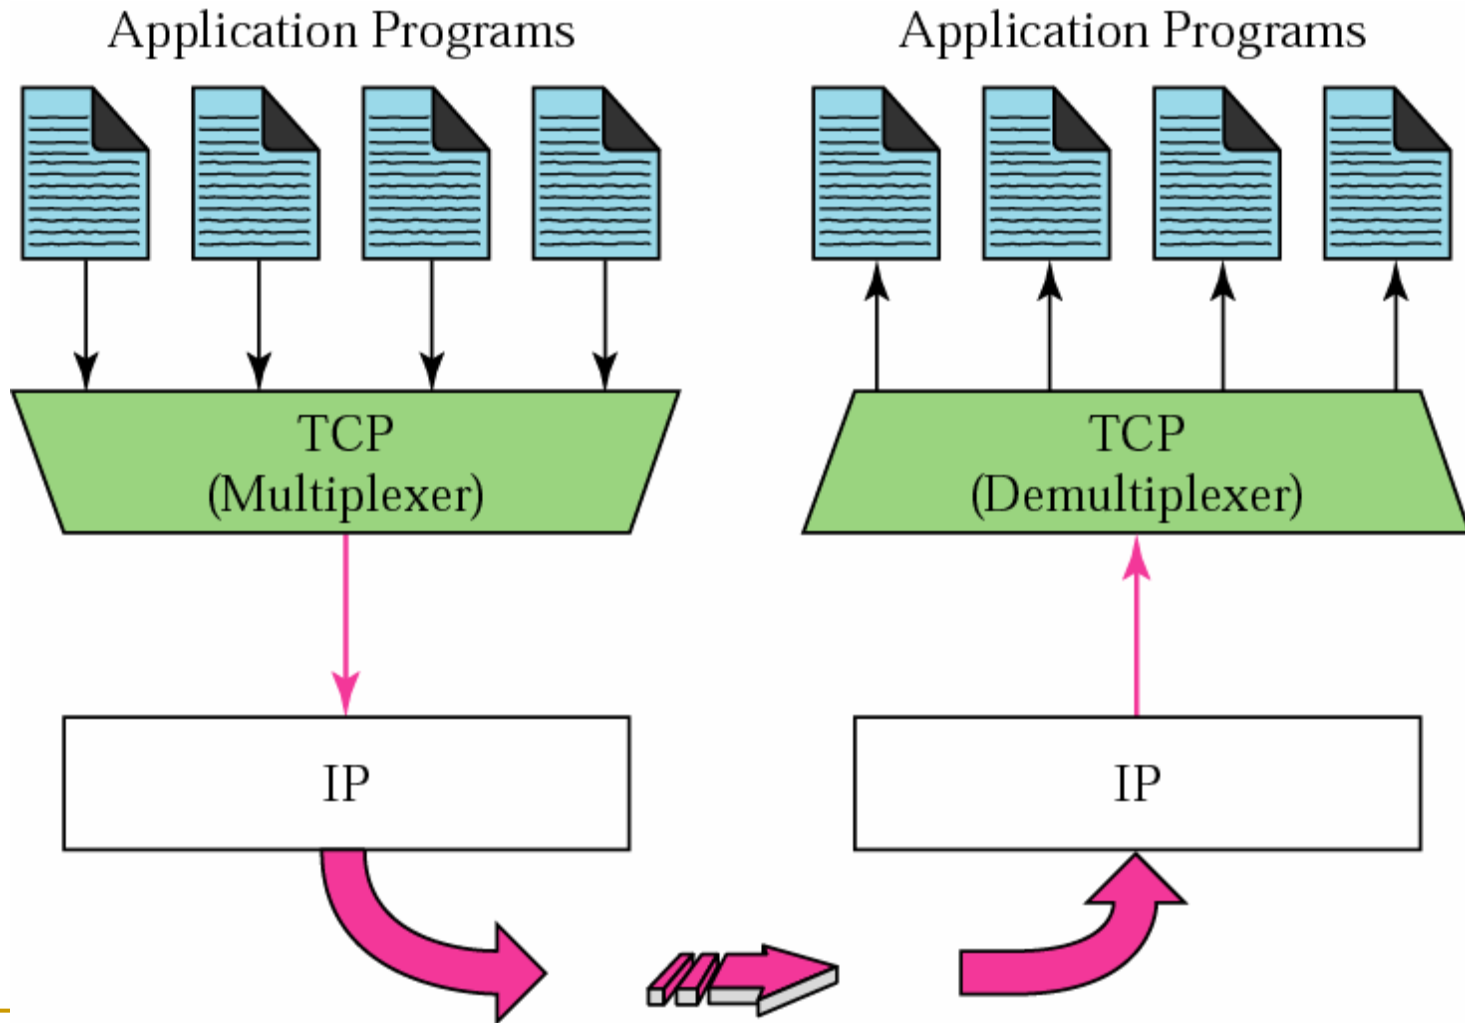 Application Programs
Application Programs
TCP
(Multiplexer)
TCP
(Demultiplexer)
IP
IP